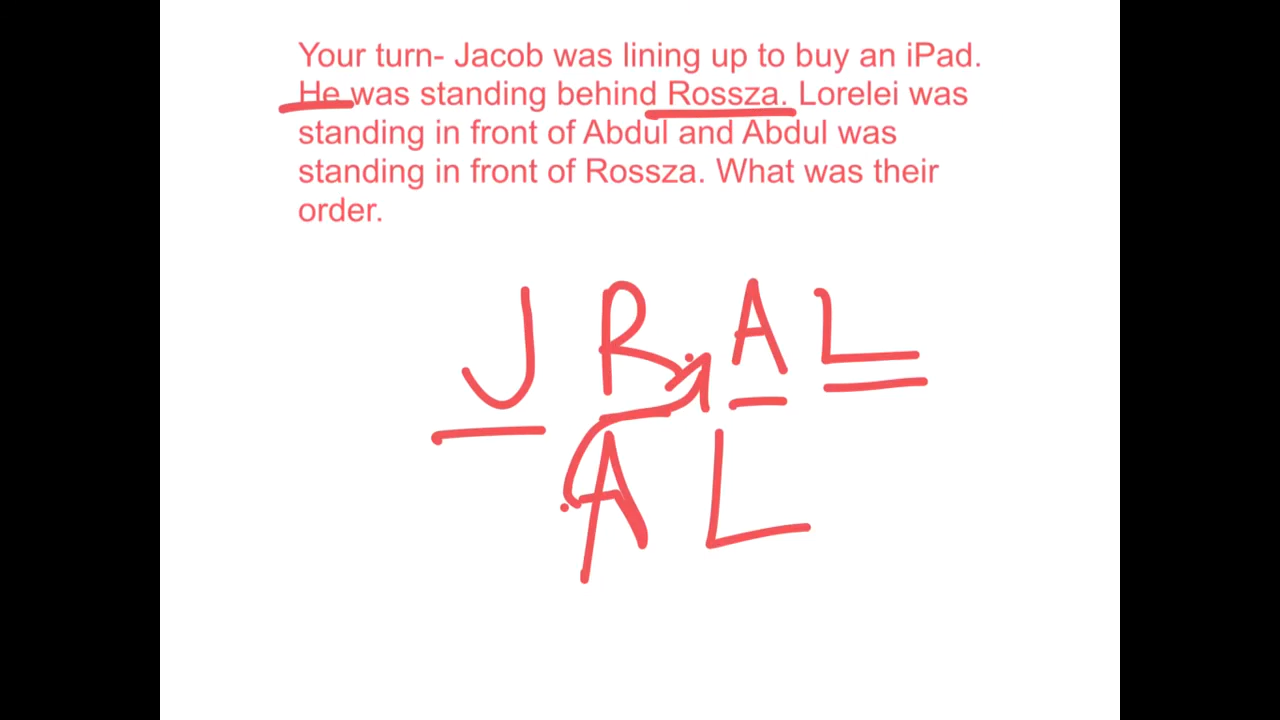 Your turn- Jacob was lining up to buy an iPad.
He was standing behind Rossza. Lorelei was
standing in front of Abdul and Abdul was
standing in front of Rossza. What was their
order.
J R A L
A L